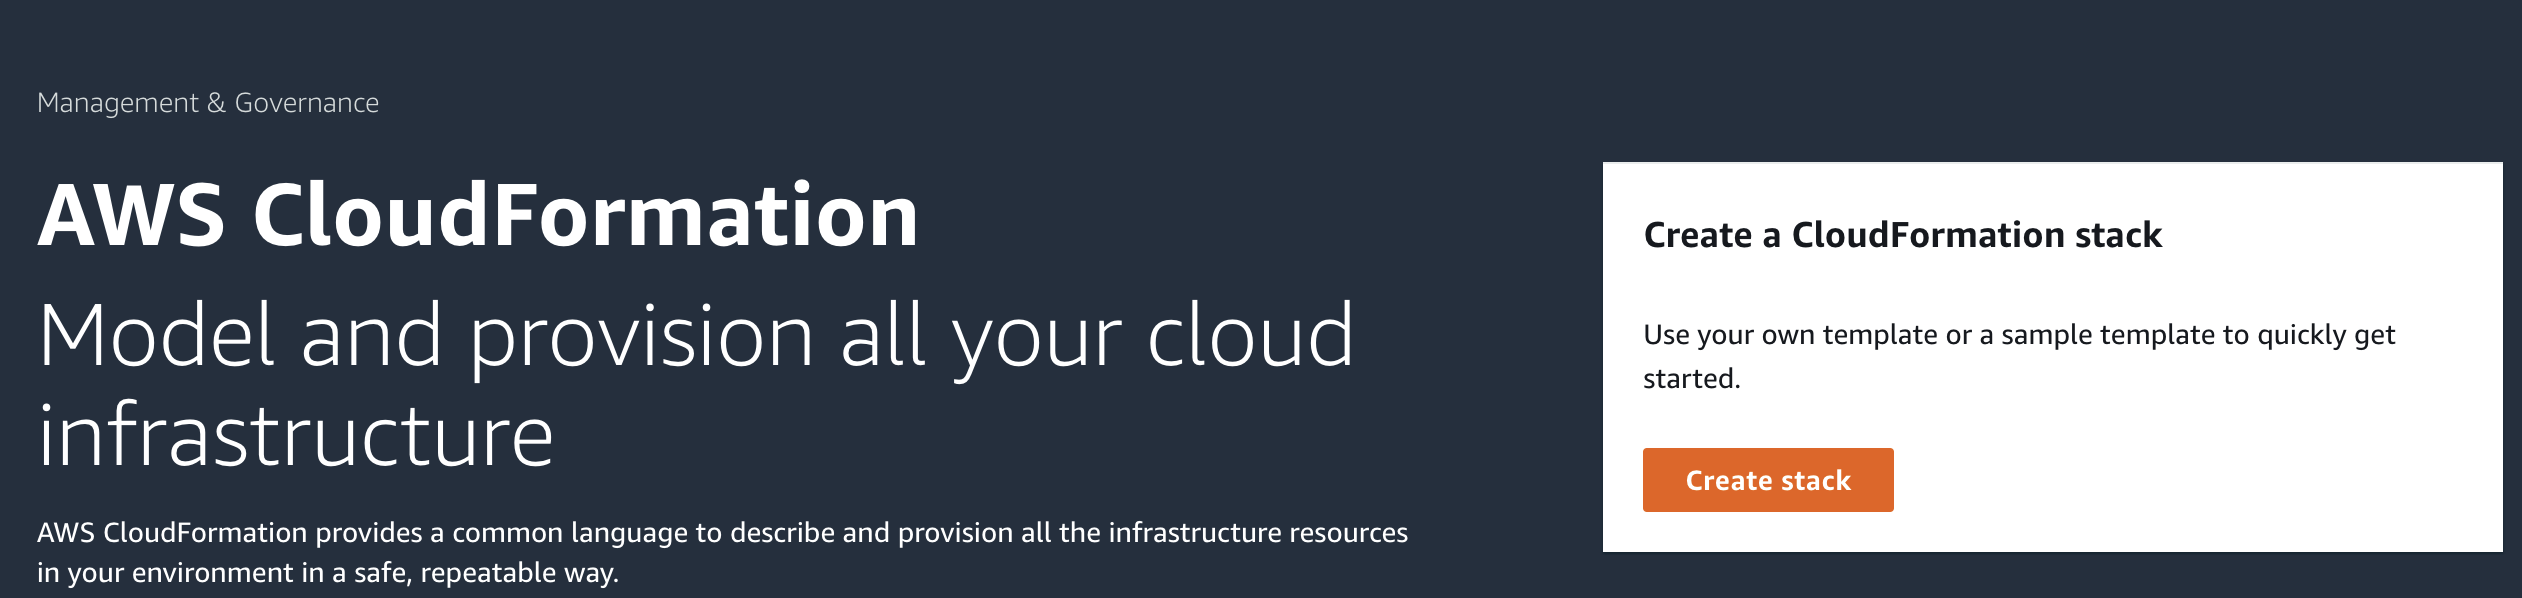 Management & Governance
AWS CloudFormation
Model and provision all your cloud
infrastructure
AWS CloudFormation provides a common language to describe and provision all the infrastructure resources
in your environment in a safe, repeatable way.
Create a CloudFormation stack
Use your own template or a sample template to quickly get
started.
Create stack